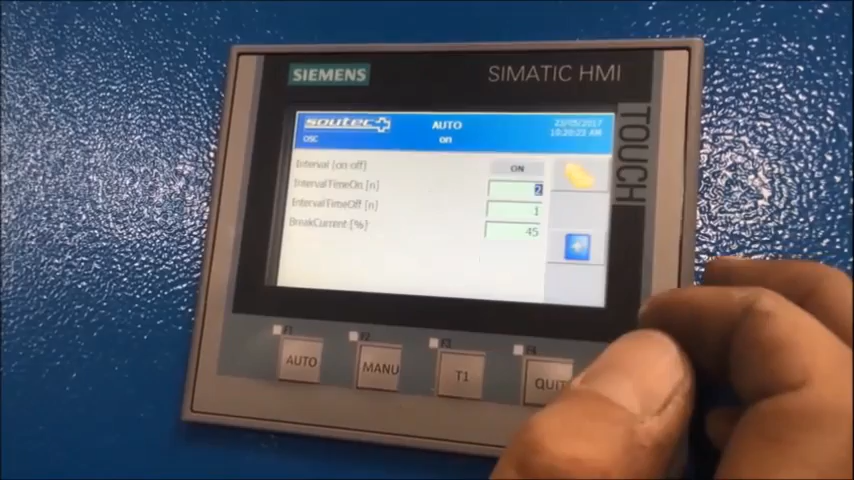 SIEMENS
SIMATIC HMI
TOUCH
soutec
AUTO
23/05/2017
OSC
on
10:20:23 AM
Interval (on off)
ON
IntervalTimeOn [n]
2
IntervalTimeOff [n]
1
BreakCurrent [%]
45
F1
F2
F3
F4
AUTO
MANU
T1
QUIT